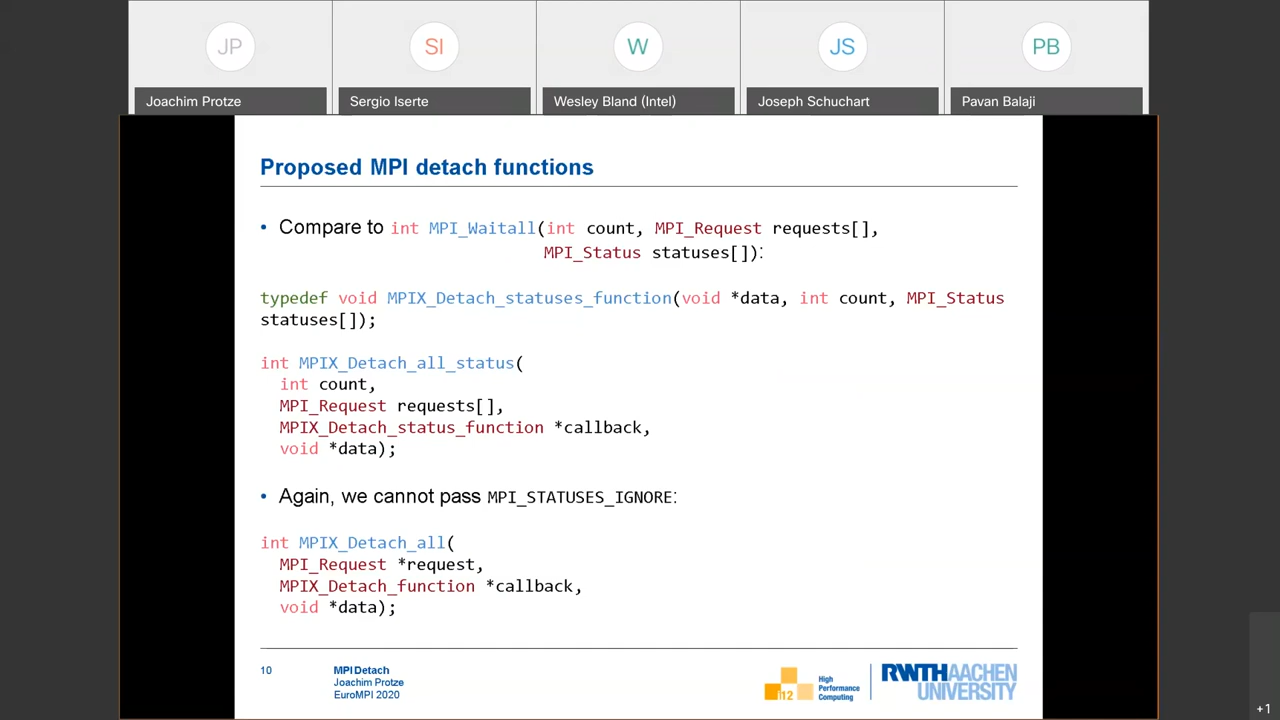 JP
SI
W
JS
PB
Joachim Protze
Sergio Iserte
Wesley Bland (Intel)
Joseph Schuchart
Pavan Balaji
Proposed MPI detach functions
• Compare to int MPI_Waitall(int count, MPI_Request requests[],
MPI_Status statuses[]):
typedef void MPIX_Detach_statuses_function(void *data, int count, MPI_Status
statuses[]);
int MPIX_Detach_all_status(
int count,
MPI_Request requests[],
MPIX_Detach_status_function *callback,
void *data);
• Again, we cannot pass MPI_STATUSES_IGNORE:
int MPIX_Detach_all(
MPI_Request *request,
MPIX_Detach_function *callback,
void *data);
10
MPI Detach
Joachim Protze
EuroMPI 2020
I12
High
Performance
Computing
RWTH AACHEN
UNIVERSITY
+1